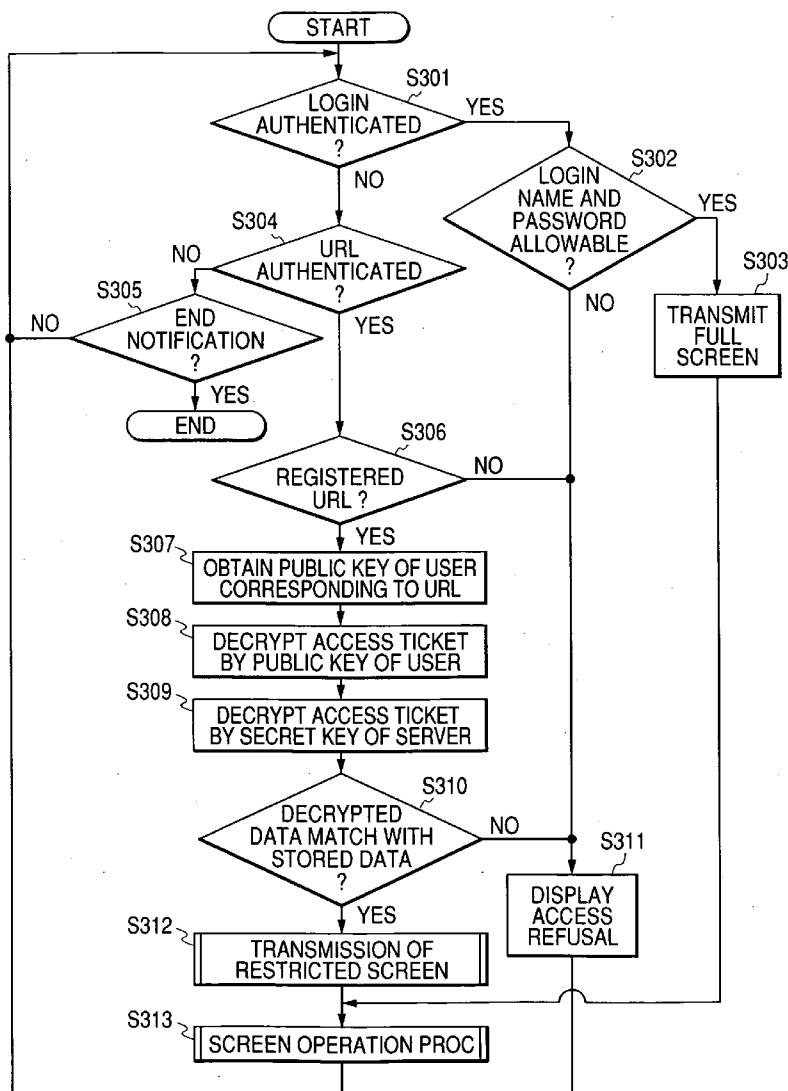 START
S301
LOGIN
AUTHENTICATED
?
YES
NO
S302
LOGIN
NAME AND
PASSWORD
ALLOWABLE
?
YES
NO
S303
TRANSMIT
FULL
SCREEN
S304
URL
AUTHENTICATED
?
NO
YES
S305
END
NOTIFICATION
?
NO
YES
END
S306
REGISTERED
URL ?
NO
YES
S307
OBTAIN PUBLIC KEY OF USER
CORRESPONDING TO URL
S308
DECRYPT ACCESS TICKET
BY PUBLIC KEY OF USER
S309
DECRYPT ACCESS TICKET
BY SECRET KEY OF SERVER
S310
DECRYPTED
DATA MATCH WITH
STORED DATA
?
NO
YES
S311
DISPLAY
ACCESS
REFUSAL
S312
TRANSMISSION OF
RESTRICTED SCREEN
S313
SCREEN OPERATION PROC